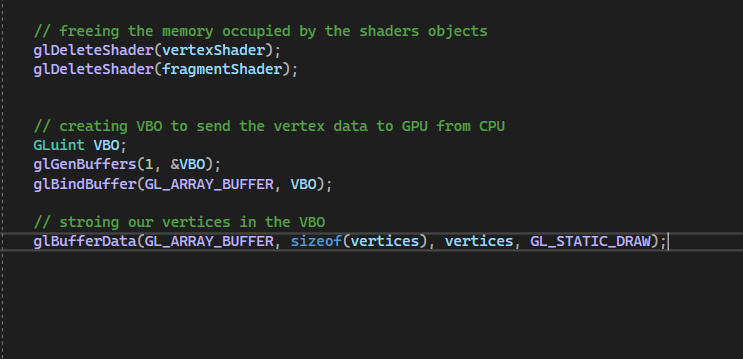 // freeing the memory occupied by the shaders objects
glDeleteShader(vertexShader);
glDeleteShader(fragmentShader);
// creating VBO to send the vertex data to GPU from CPU
GLuint VBO;
glGenBuffers(1, &VBO);
glBindBuffer(GL_ARRAY_BUFFER, VBO);
// stroing our vertices in the VBO
glBufferData(GL_ARRAY_BUFFER, sizeof(vertices), vertices, GL_STATIC_DRAW);